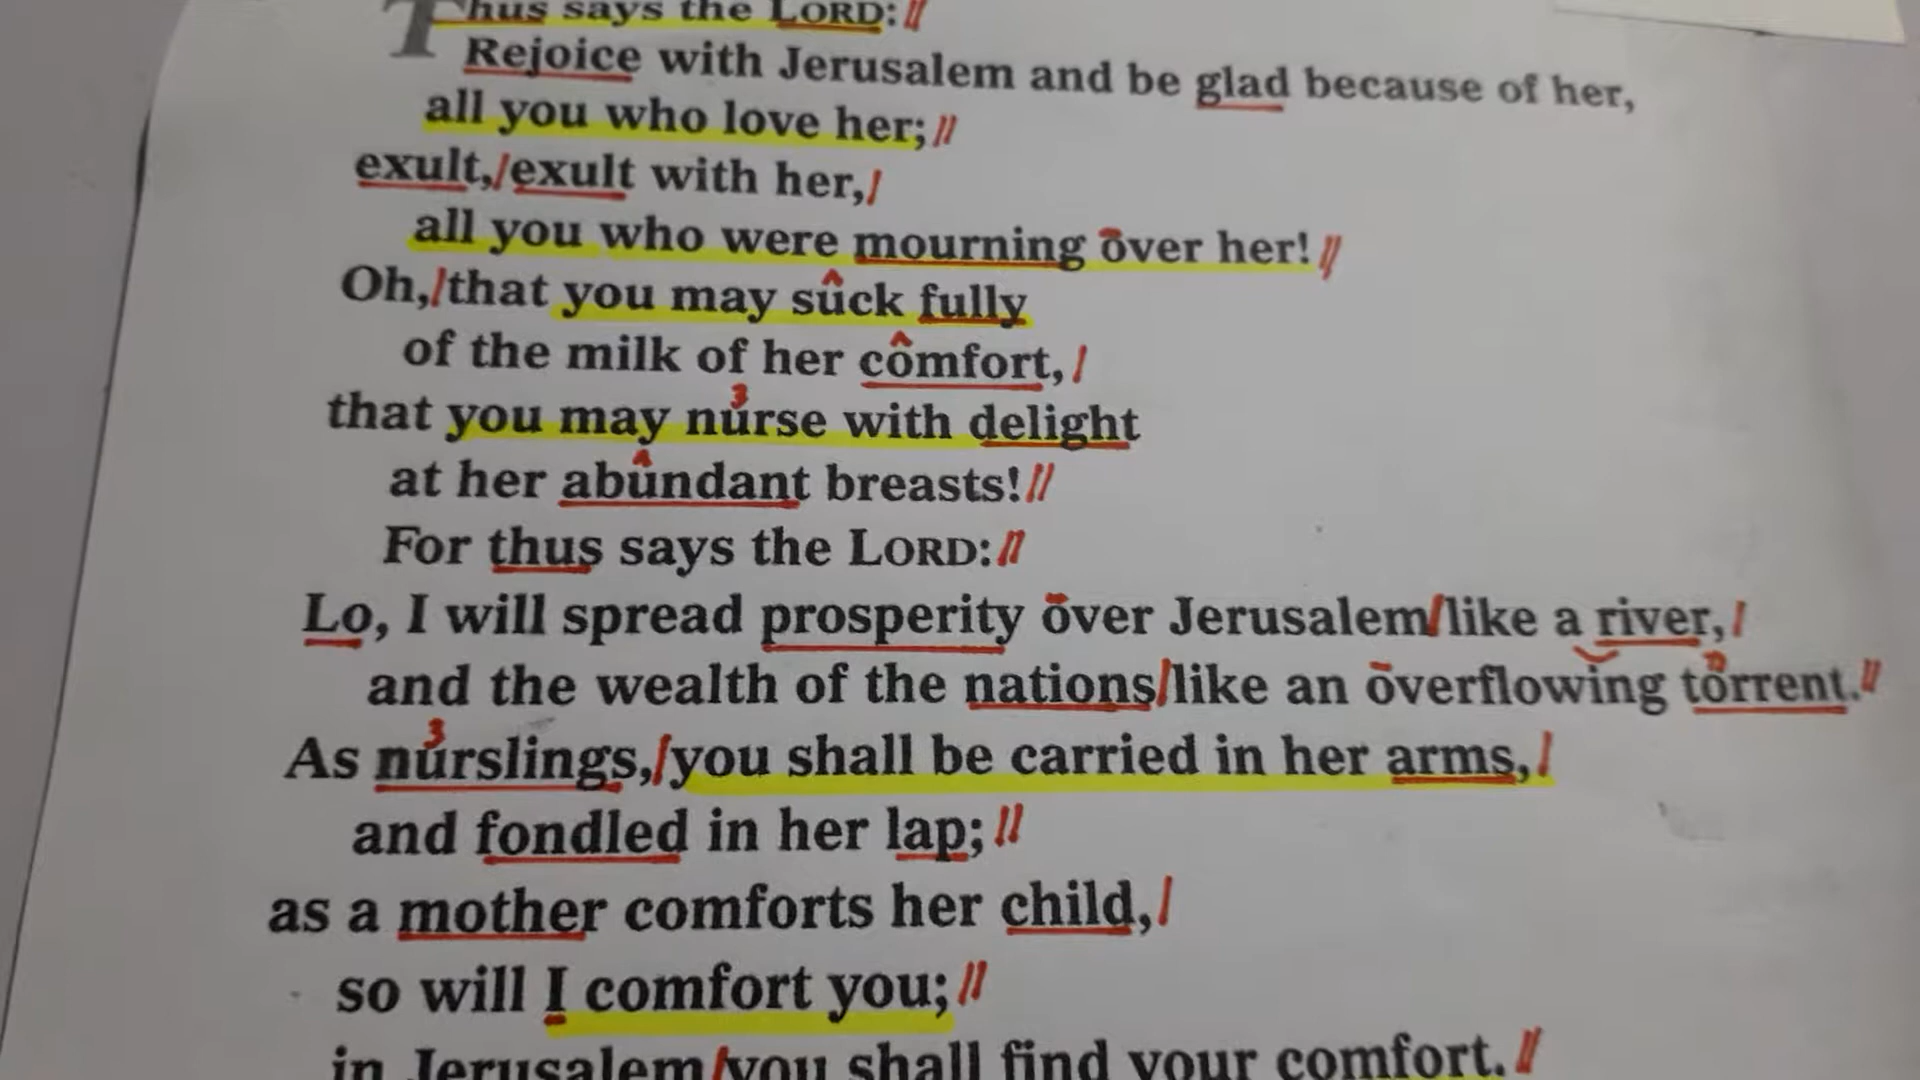 Thus says the LORD: //
Rejoice with Jerusalem and be glad because of her,
all you who love her; //
exult, / exult with her, /
all you who were mourning over her! //
Oh, / that you may suck fully
of the milk of her comfort, /
that you may nurse with delight
at her abundant breasts! //
For thus says the LORD: //
Lo, I will spread prosperity over Jerusalem / like a river, /
and the wealth of the nations / like an overflowing torrent. //
As nurslings, / you shall be carried in her arms, /
and fondled in her lap; //
as a mother comforts her child, /
so will I comfort you; //
in Jerusalem / you shall find your comfort. //